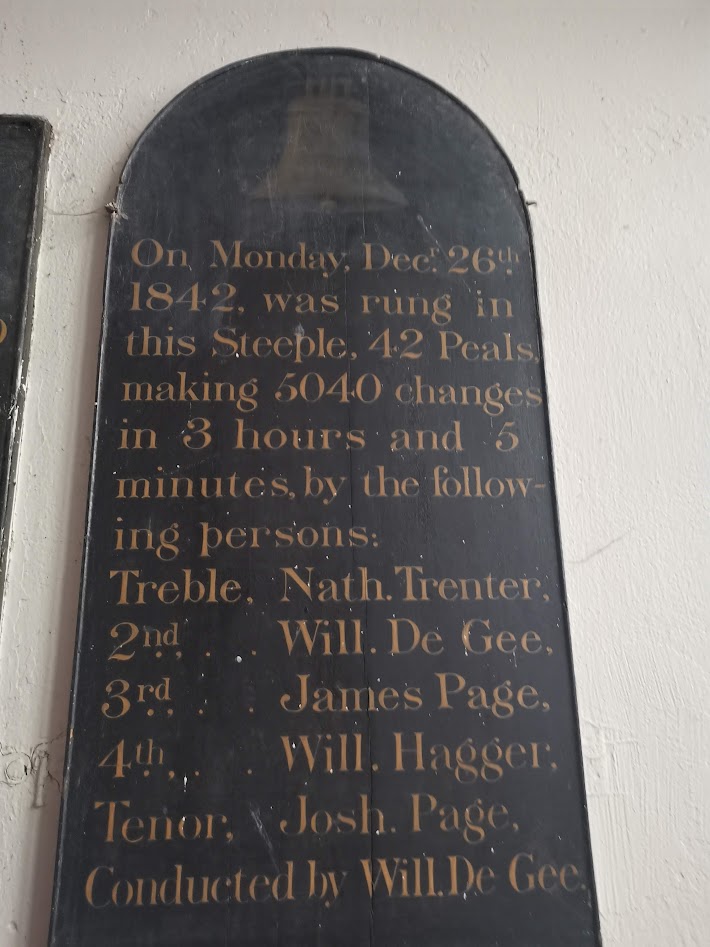 On Monday, Decr. 26th.
1842, was rung in
this Steeple, 42 Peals,
making 5040 changes
in 3 hours and 5
minutes, by the follow-
ing persons:
Treble, Nath. Trenter,
2nd, . . Will. De Gee,
3rd, . . James Page,
4th, . . Will. Hagger,
Tenor, Josh. Page,
Conducted by Will. De Gee.